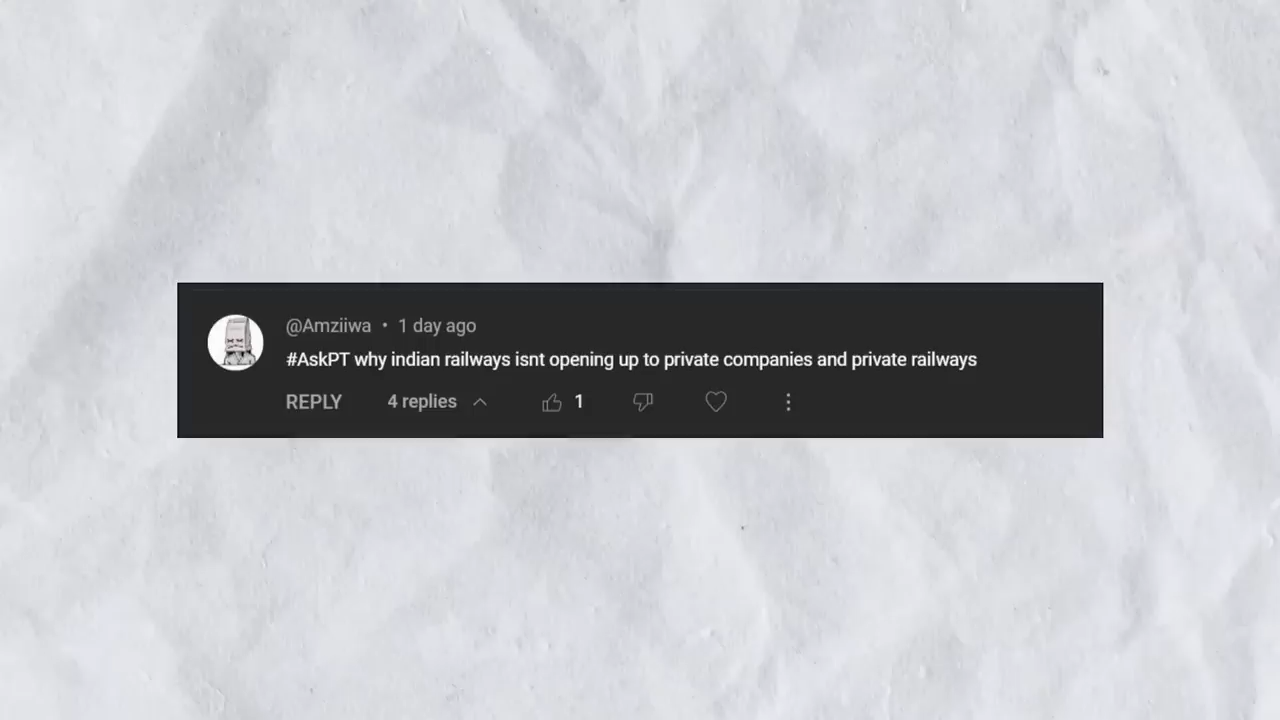 @Amziiwa • 1 day ago
#AskPT why indian railways isnt opening up to private companies and private railways
REPLY 4 replies 1